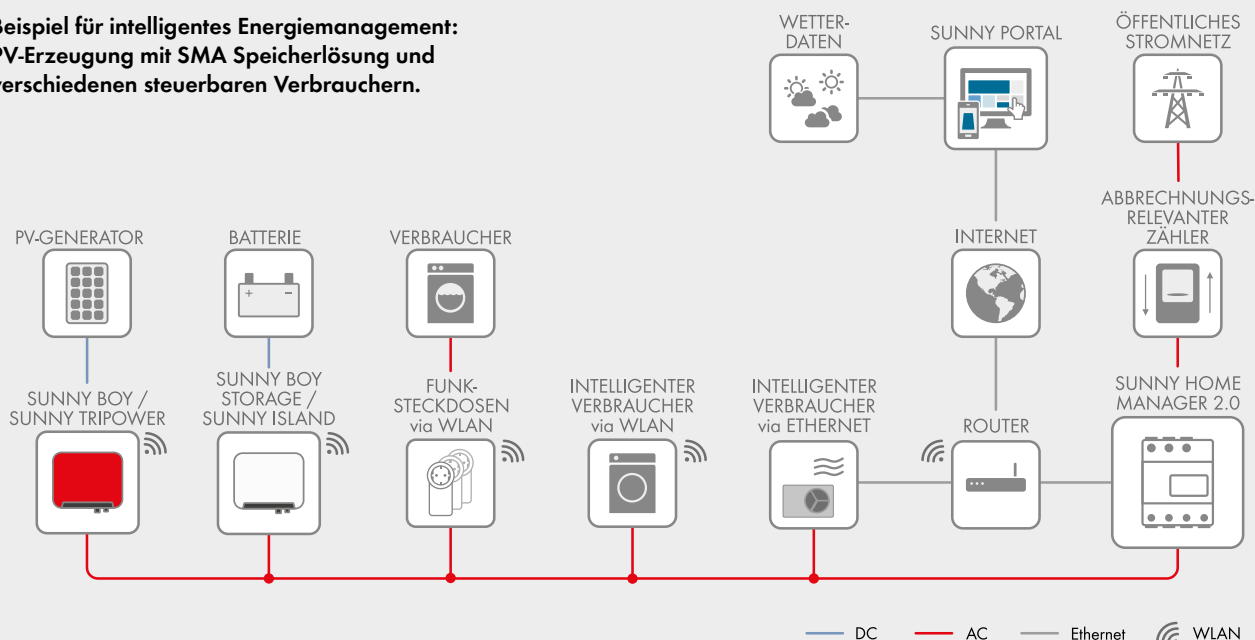 Beispiel für intelligentes Energiemanagement:
PV-Erzeugung mit SMA Speicherlösung und
verschiedenen steuerbaren Verbrauchern.
WETTER-
DATEN
SUNNY PORTAL
ÖFFENTLICHES
STROMNETZ
PV-GENERATOR
BATTERIE
VERBRAUCHER
INTERNET
ABBRECHNUNGS-
RELEVANTER
ZÄHLER
SUNNY BOY /
SUNNY TRIPOWER
SUNNY BOY
STORAGE /
SUNNY ISLAND
FUNK-
STECKDOSEN
via WLAN
INTELLIGENTER
VERBRAUCHER
via WLAN
INTELLIGENTER
VERBRAUCHER
via ETHERNET
ROUTER
SUNNY HOME
MANAGER 2.0
DC
AC
Ethernet
WLAN